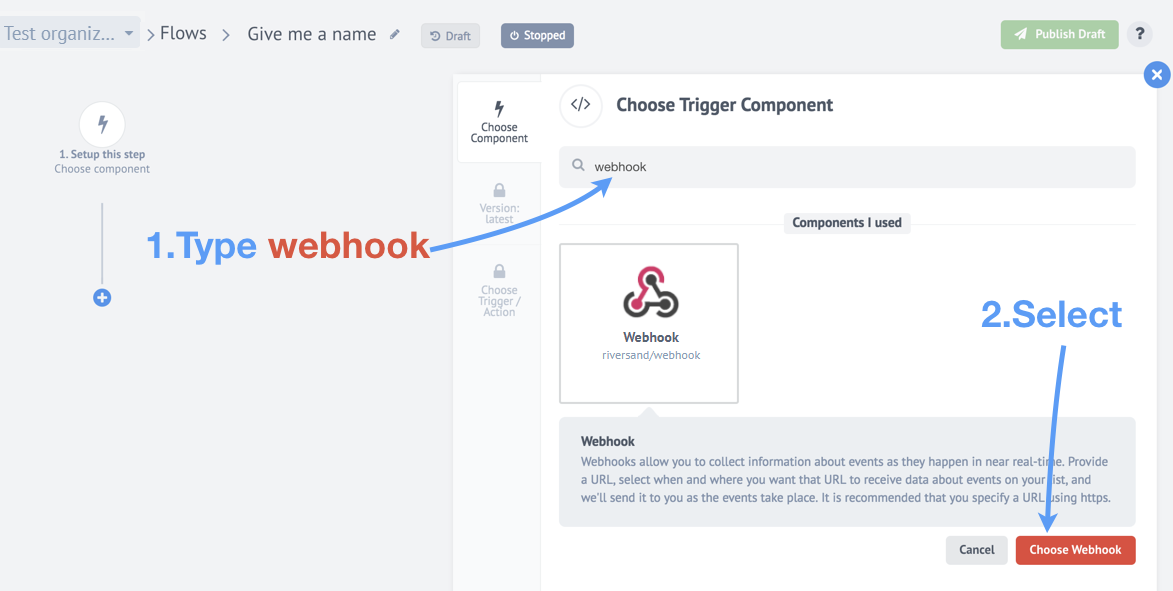 Test organiz...
Flows
Give me a name
Draft
Stopped
Publish Draft
?
1. Setup this step
Choose component
Choose
Component
Version:
latest
Choose
Trigger /
Action
</> Choose Trigger Component
webhook
1.Type webhook
Components I used
Webhook
riversand/webhook
2.Select
Webhook
Webhooks allow you to collect information about events as they happen in near real-time. Provide
a URL, select when and where you want that URL to receive data about events on your list, and
we'll send it to you as the events take place. It is recommended that you specify a URL using https.
Cancel
Choose Webhook